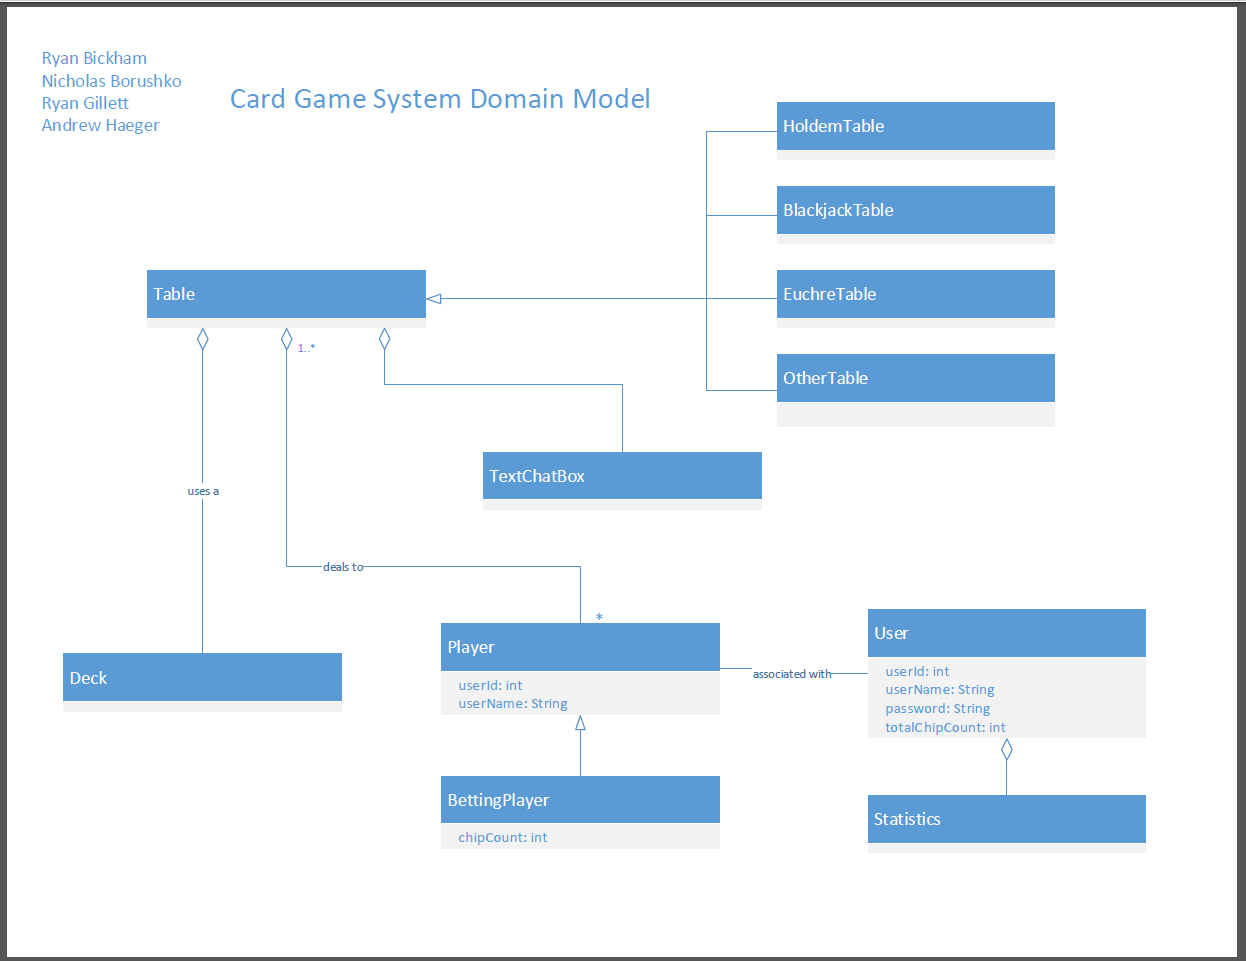 Ryan Bickham
Nicholas Borushko
Ryan Gillett
Andrew Haeger
Card Game System Domain Model
HoldemTable
BlackjackTable
Table
EuchreTable
1..*
OtherTable
TextChatBox
uses a
deals to
*
Player
userId: int
userName: String
associated with
User
userId: int
userName: String
password: String
totalChipCount: int
Deck
BettingPlayer
chipCount: int
Statistics